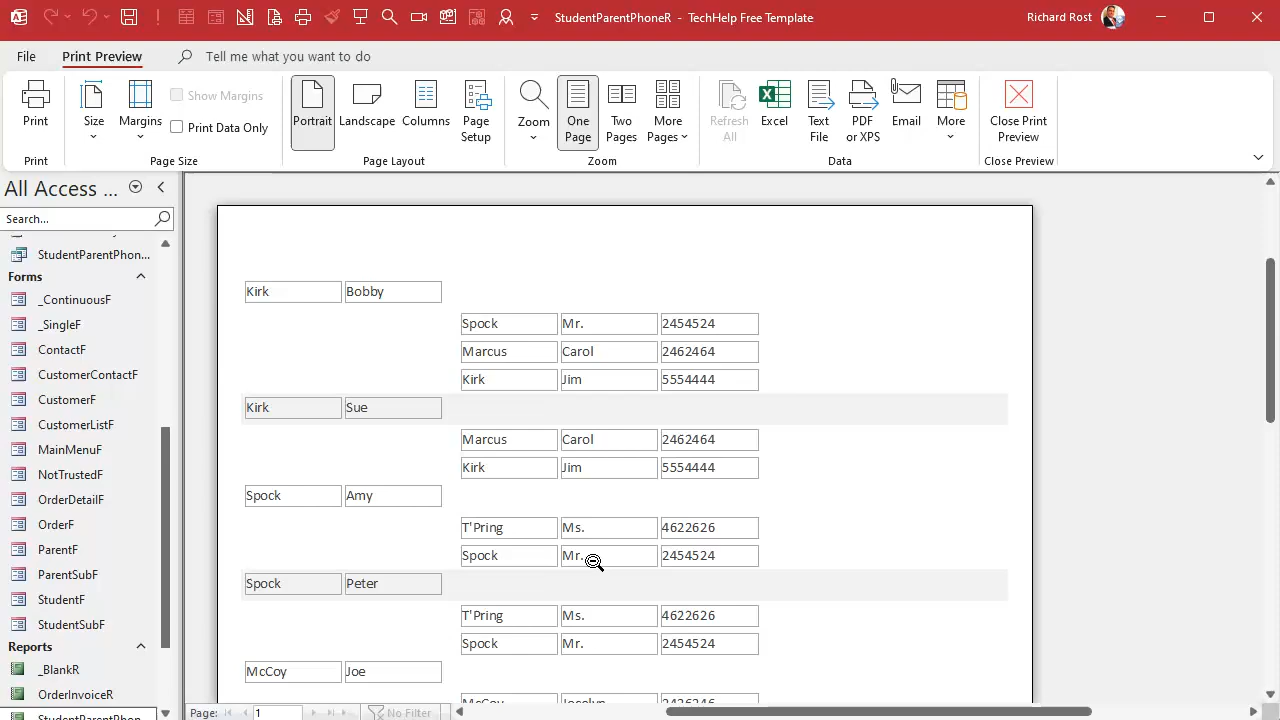 StudentParentPhoneR - TechHelp Free Template
Richard Rost
File
Print Preview
Tell me what you want to do
Print
Size
Margins
Show Margins
Print Data Only
Portrait
Landscape
Columns
Page Setup
Zoom
One Page
Two Pages
More Pages
Refresh All
Excel
Text File
PDF or XPS
Email
More
Close Print Preview
Print
Page Size
Page Layout
Zoom
Data
Close Preview
All Access ...
Search...
StudentParentPhon...
Forms
_ContinuousF
_SingleF
ContactF
CustomerContactF
CustomerF
CustomerListF
MainMenuF
NotTrustedF
OrderDetailF
OrderF
ParentF
ParentSubF
StudentF
StudentSubF
Reports
_BlankR
OrderInvoiceR
StudentParentPhon
Kirk Bobby
Spock Mr. 2454524
Marcus Carol 2462464
Kirk Jim 5554444
Kirk Sue
Marcus Carol 2462464
Kirk Jim 5554444
Spock Amy
T'Pring Ms. 4622626
Spock Mr. 2454524
Spock Peter
T'Pring Ms. 4622626
Spock Mr. 2454524
McCoy Joe
McCoy Jocelyn
Page: 1
No Filter